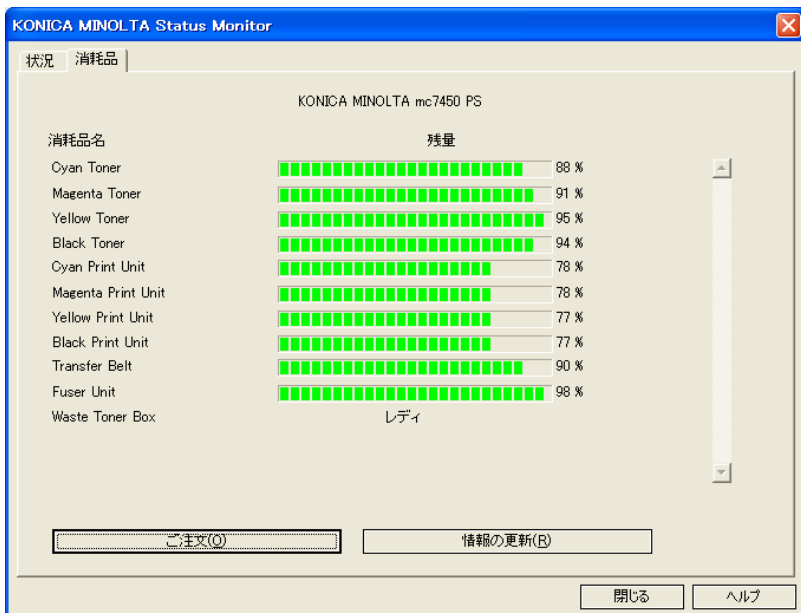 KONICA MINOLTA Status Monitor
状況 消耗品
KONICA MINOLTA mc7450 PS
消耗品名 残量
Cyan Toner 88 %
Magenta Toner 91 %
Yellow Toner 95 %
Black Toner 94 %
Cyan Print Unit 78 %
Magenta Print Unit 78 %
Yellow Print Unit 77 %
Black Print Unit 77 %
Transfer Belt 90 %
Fuser Unit 98 %
Waste Toner Box レディ
ご注文(O) 情報の更新(R)
閉じる ヘルプ